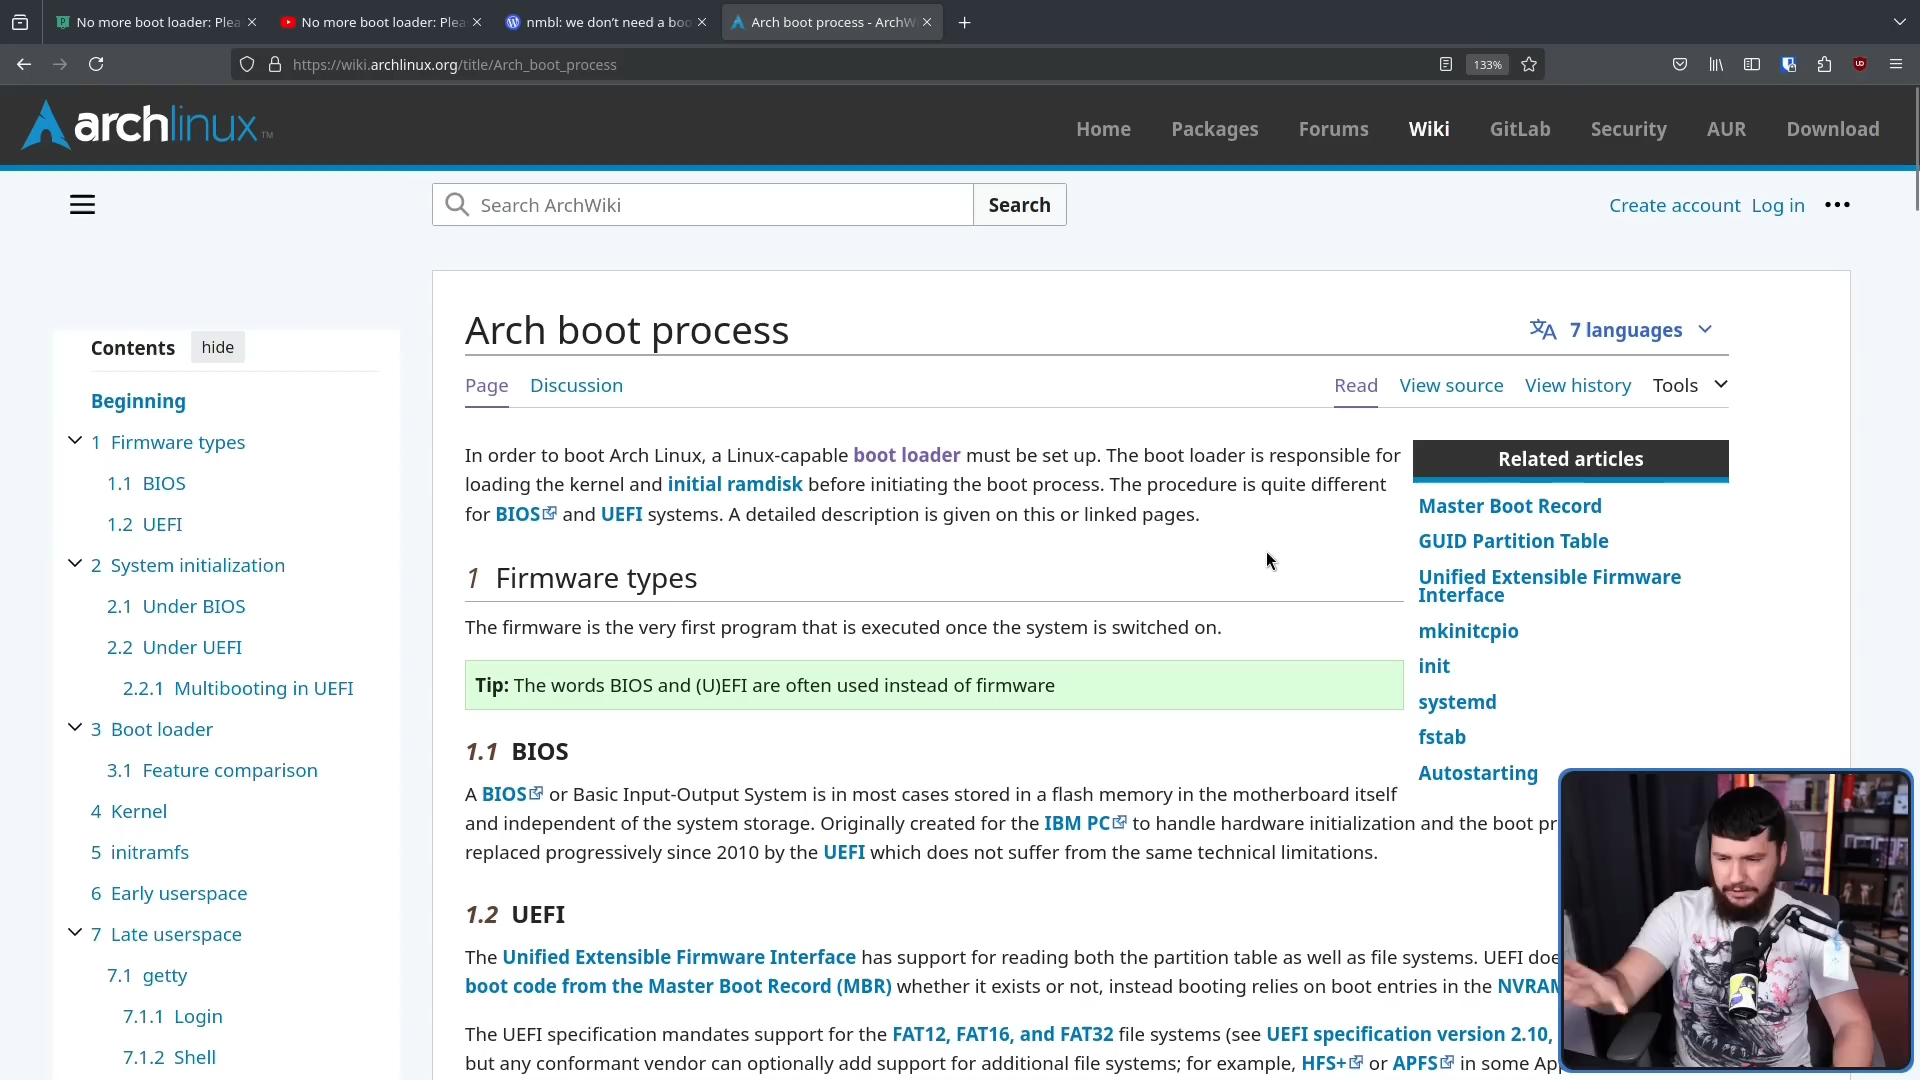 No more boot loader: Plea
No more boot loader: Plea
nmbl: we don't need a boo
Arch boot process - ArchW
https://wiki.archlinux.org/title/Arch_boot_process
133%
archlinux™
Home
Packages
Forums
Wiki
GitLab
Security
AUR
Download
Search ArchWiki
Search
Create account
Log in
Contents
hide
Beginning
1 Firmware types
1.1 BIOS
1.2 UEFI
2 System initialization
2.1 Under BIOS
2.2 Under UEFI
2.2.1 Multibooting in UEFI
3 Boot loader
3.1 Feature comparison
4 Kernel
5 initramfs
6 Early userspace
7 Late userspace
7.1 getty
7.1.1 Login
7.1.2 Shell
Arch boot process
7 languages
Page
Discussion
Read
View source
View history
Tools
In order to boot Arch Linux, a Linux-capable boot loader must be set up. The boot loader is responsible for
loading the kernel and initial ramdisk before initiating the boot process. The procedure is quite different
for BIOS and UEFI systems. A detailed description is given on this or linked pages.
1 Firmware types
The firmware is the very first program that is executed once the system is switched on.
Tip: The words BIOS and (U)EFI are often used instead of firmware
1.1 BIOS
A BIOS or Basic Input-Output System is in most cases stored in a flash memory in the motherboard itself
and independent of the system storage. Originally created for the IBM PC to handle hardware initialization and the boot pr
replaced progressively since 2010 by the UEFI which does not suffer from the same technical limitations.
1.2 UEFI
The Unified Extensible Firmware Interface has support for reading both the partition table as well as file systems. UEFI doe
boot code from the Master Boot Record (MBR) whether it exists or not, instead booting relies on boot entries in the NVRAM
The UEFI specification mandates support for the FAT12, FAT16, and FAT32 file systems (see UEFI specification version 2.10,
but any conformant vendor can optionally add support for additional file systems; for example, HFS+ or APFS in some App
Related articles
Master Boot Record
GUID Partition Table
Unified Extensible Firmware
Interface
mkinitcpio
init
systemd
fstab
Autostarting